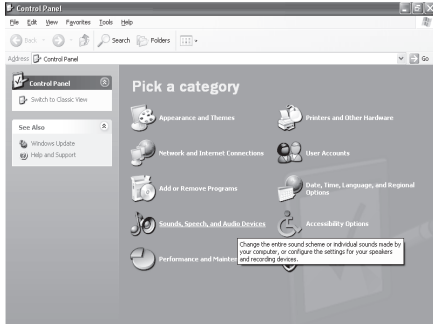 Control Panel
File Edit View Favorites Tools Help
Back Search Folders
Address Control Panel Go
Control Panel
Switch to Classic View
See Also
Windows Update
Help and Support
Pick a category
Appearance and Themes
Printers and Other Hardware
Network and Internet Connections
User Accounts
Add or Remove Programs
Date, Time, Language, and Regional
Options
Sounds, Speech, and Audio Devices
Accessibility Options
Change the entire sound scheme or individual sounds made by
your computer, or configure the settings for your speakers
and recording devices.
Performance and Mainten